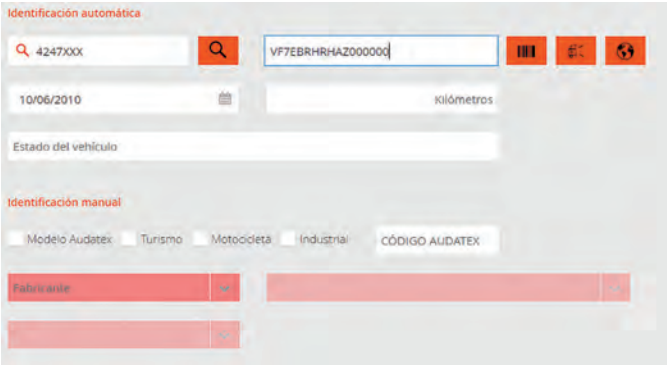 Identificación automática
4247XXX VF7EBRHRHAZ000000
10/06/2010 Kilómetros
Estado del vehículo
Identificación manual
Modelo Audatex Turismo Motocicleta Industrial CÓDIGO AUDATEX
Fabricante